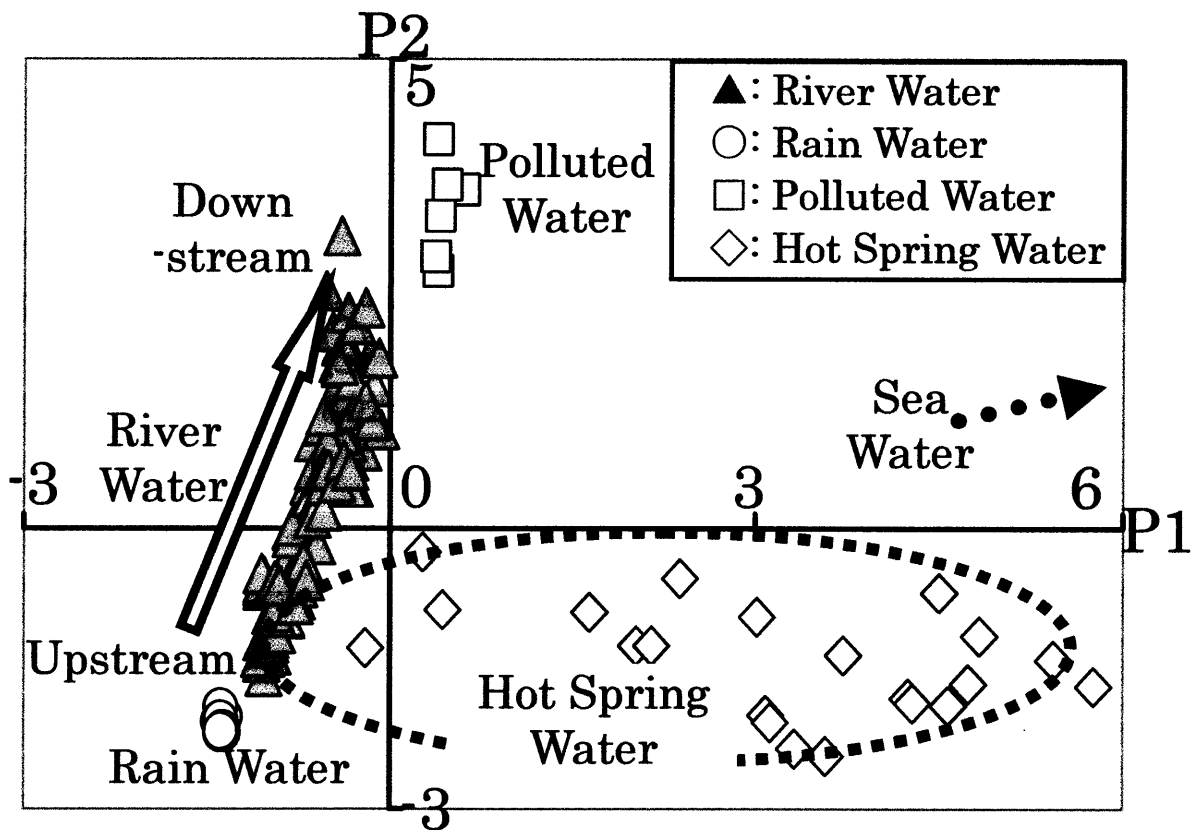 P2
5
▲: River Water
○: Rain Water
□: Polluted Water
◇: Hot Spring Water
Polluted
Water
Down
-stream
River
Water
Sea
Water
-3
0
3
6
P1
Upstream
Rain Water
Hot Spring
Water
-3